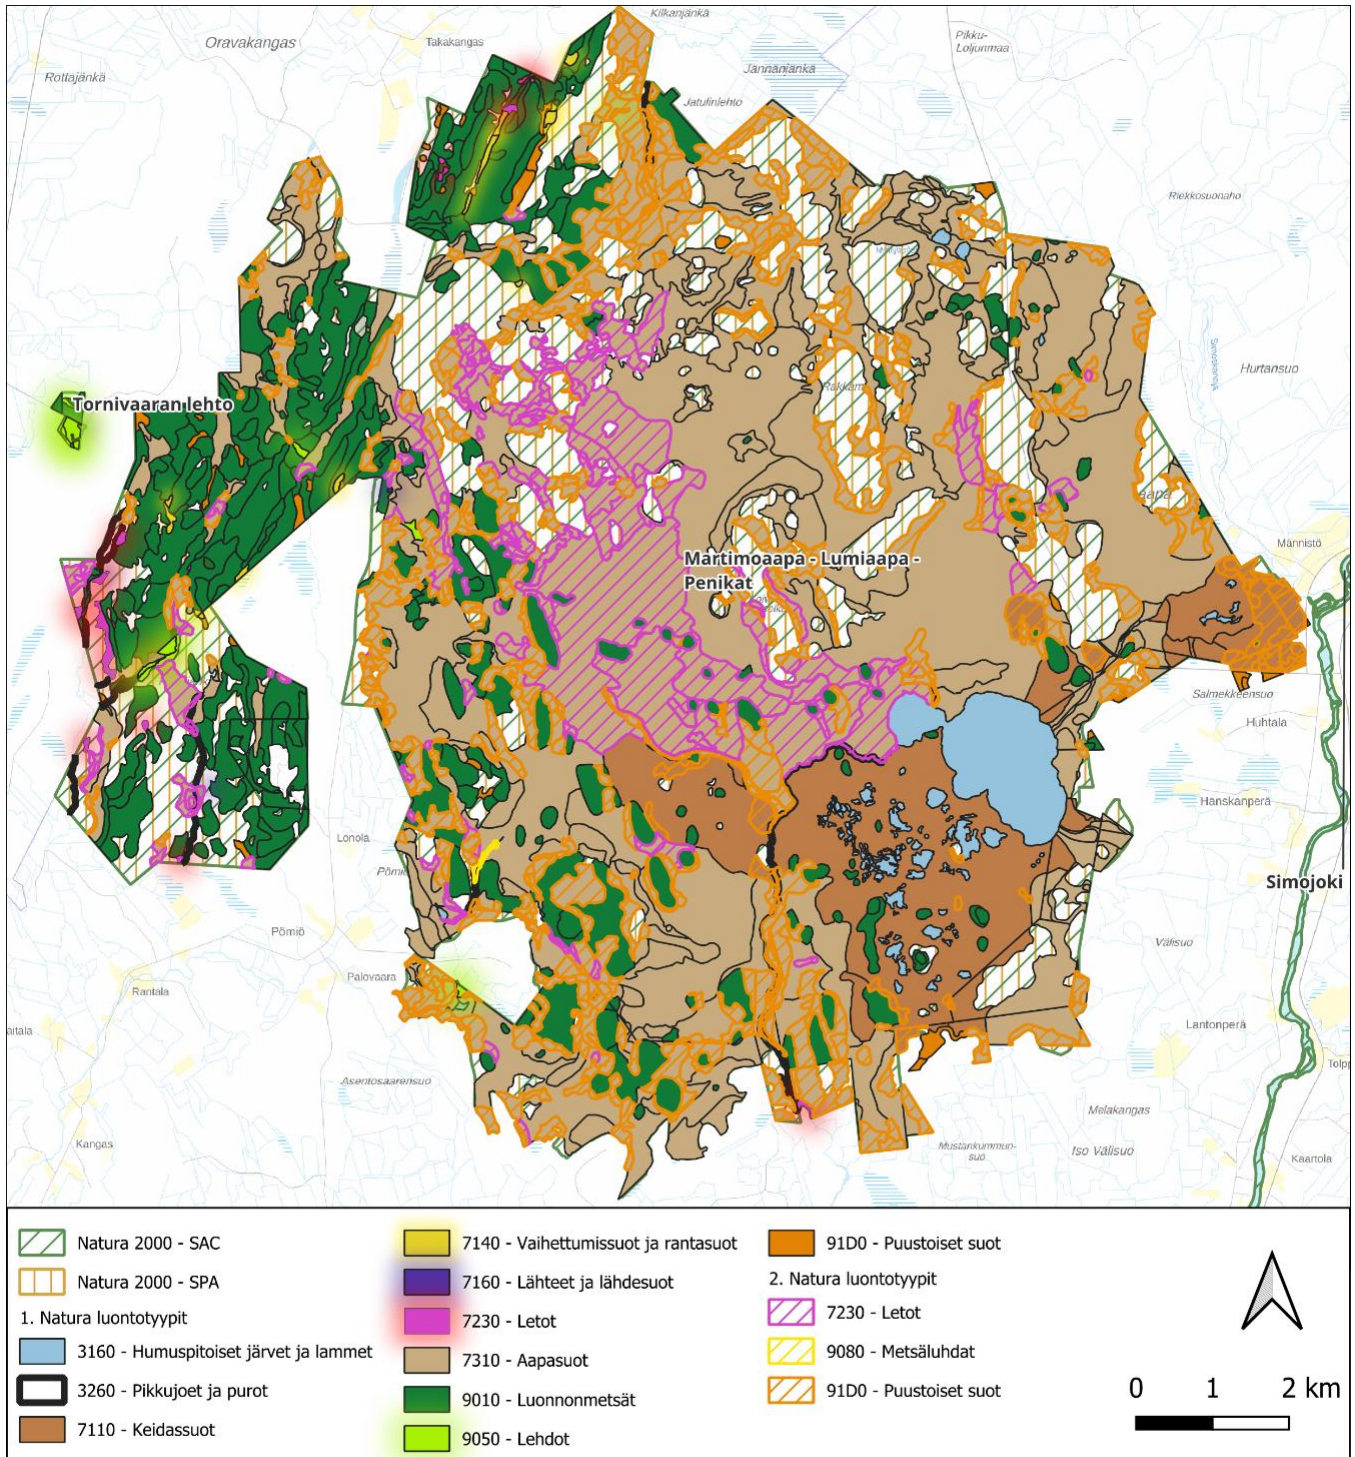 Kilkanjänkä
Oravakangas
Takakangas
Pikku-
Loljunmaa
Rottajänkä
Jännänjänkä
Jatulinlehto
Riekkosuonaho
Hurtansuo
Tornivaaran lehto
Männistö
Martimoaapa - Lumiaapa -
Penikat
Salmekkeensuo
Huhtala
Hanskanperä
Lonola
Simojoki
Pömiö
Välisuo
Palovaara
Rantala
Lantonperä
Asentosaarensuo
Melakangas
Kangas
Mustankummun-
suo
Iso Välisuo
Kaartola
Natura 2000 - SAC
Natura 2000 - SPA
1. Natura luontotyypit
3160 - Humuspitoiset järvet ja lammet
3260 - Pikkujoet ja purot
7110 - Keidassuot
7140 - Vaihettumissuot ja rantasuot
7160 - Lähteet ja lähdesuot
7230 - Letot
7310 - Aapasuot
9010 - Luonnonmetsät
9050 - Lehdot
91D0 - Puustoiset suot
2. Natura luontotyypit
7230 - Letot
9080 - Metsäluhdat
91D0 - Puustoiset suot
0 1 2 km